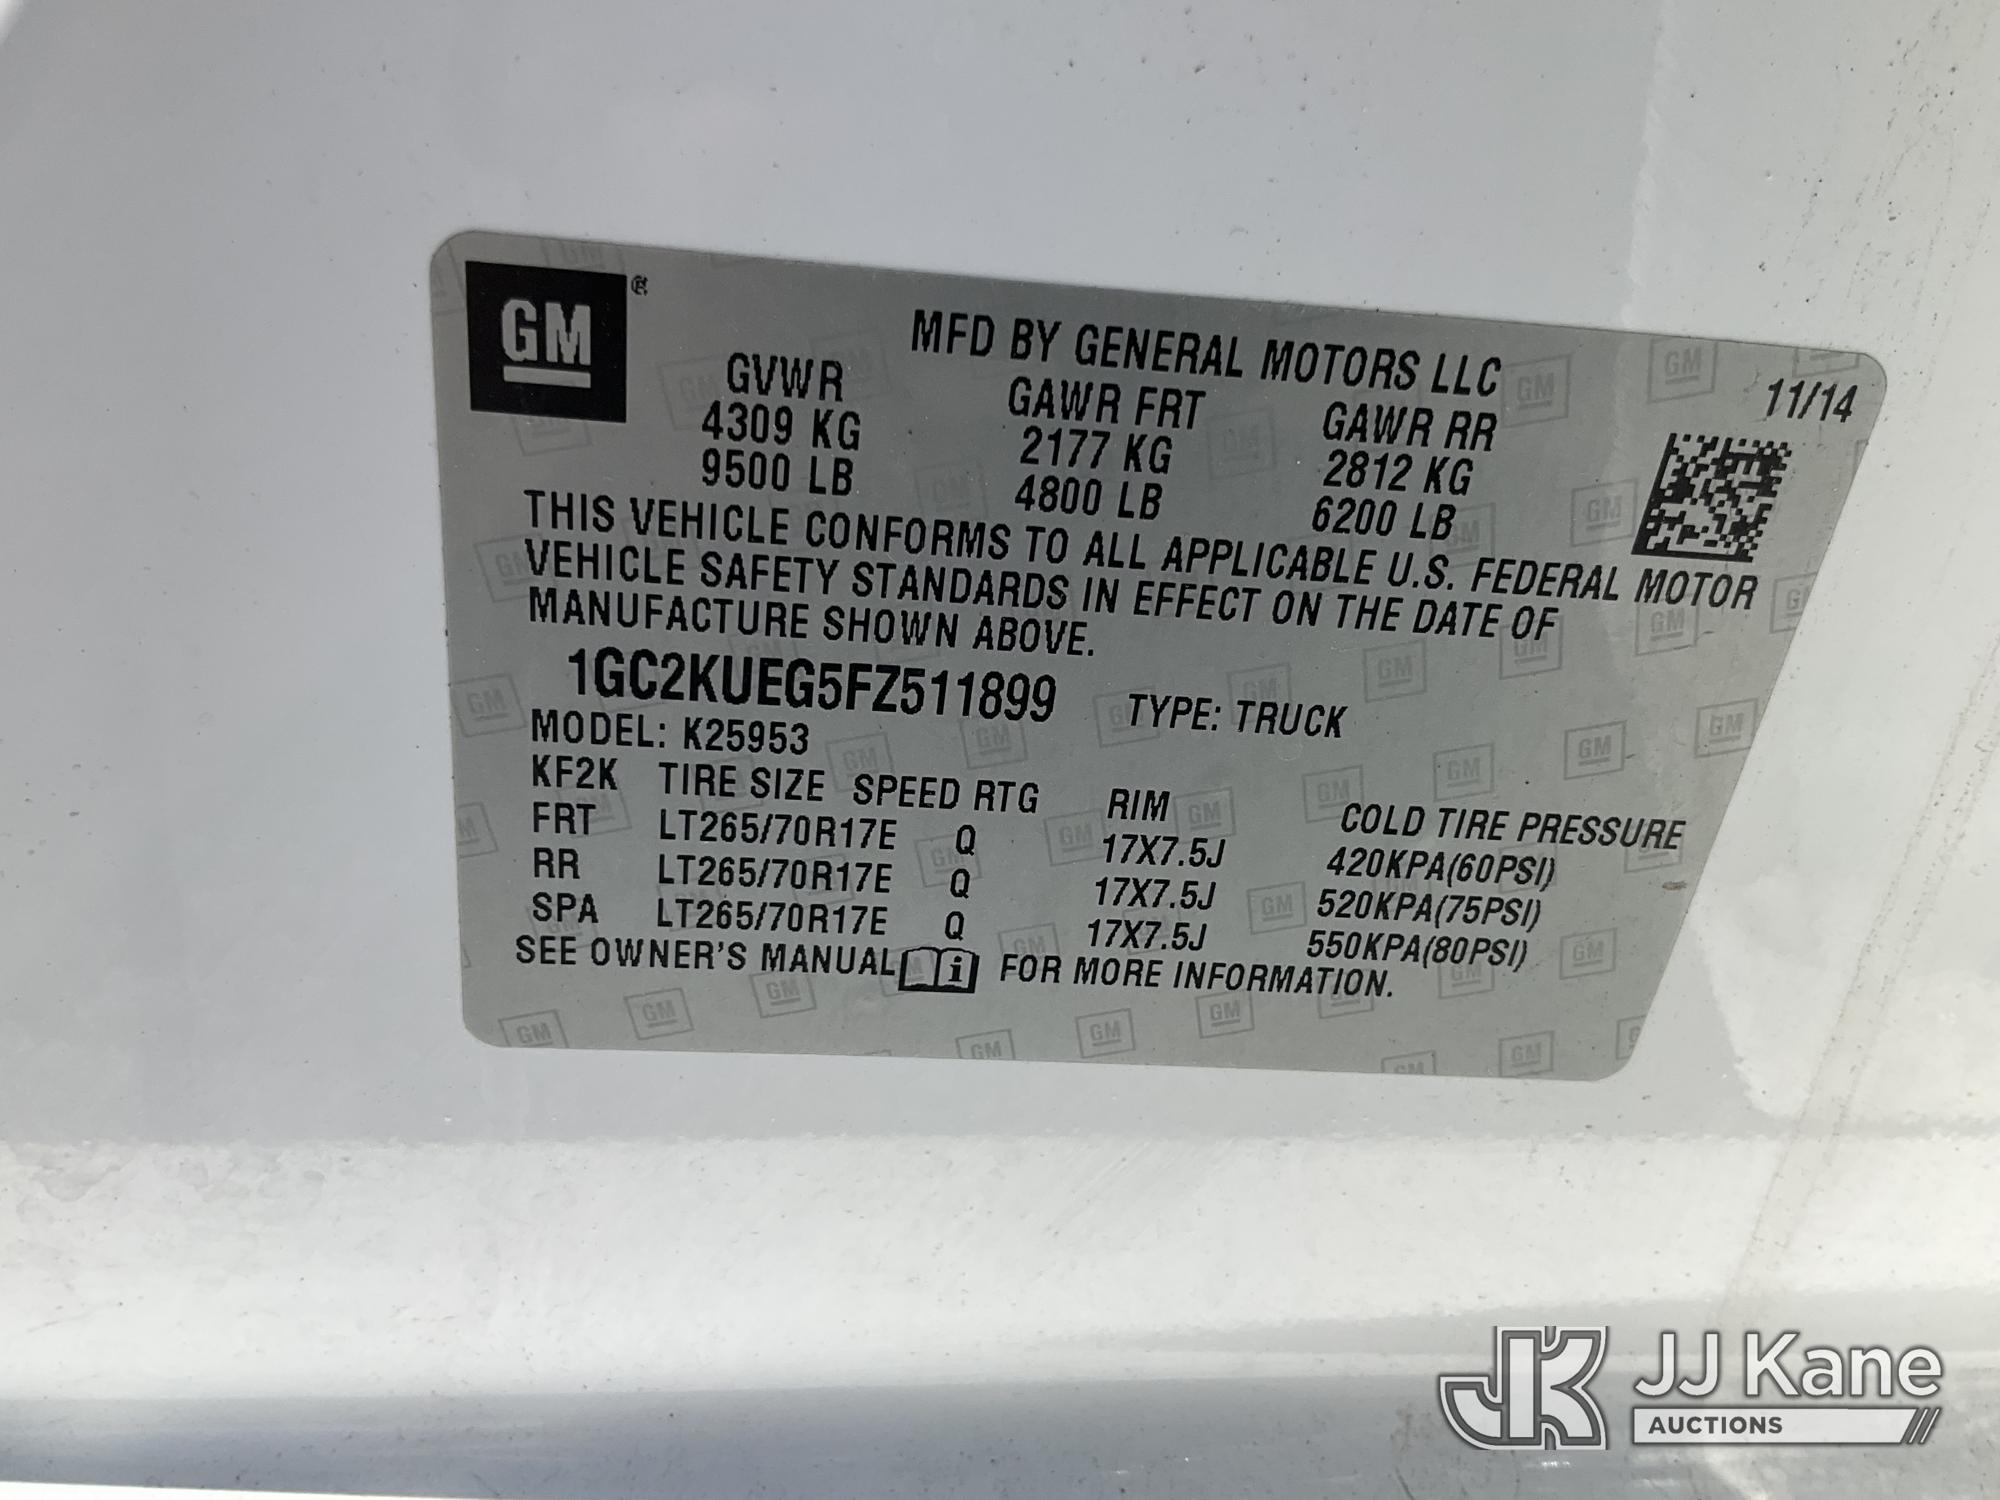 GM®
MFD BY GENERAL MOTORS LLC
11/14
GVWR GAWR FRT GAWR RR
4309 KG 2177 KG 2812 KG
9500 LB 4800 LB 6200 LB
THIS VEHICLE CONFORMS TO ALL APPLICABLE U.S. FEDERAL MOTOR
VEHICLE SAFETY STANDARDS IN EFFECT ON THE DATE OF
MANUFACTURE SHOWN ABOVE.
1GC2KUEG5FZ511899 TYPE: TRUCK
MODEL: K25953
KF2K TIRE SIZE SPEED RTG RIM COLD TIRE PRESSURE
FRT LT265/70R17E Q 17X7.5J 420KPA(60PSI)
RR LT265/70R17E Q 17X7.5J 520KPA(75PSI)
SPA LT265/70R17E Q 17X7.5J 550KPA(80PSI)
SEE OWNER'S MANUAL i FOR MORE INFORMATION.
JK JJ Kane
AUCTIONS